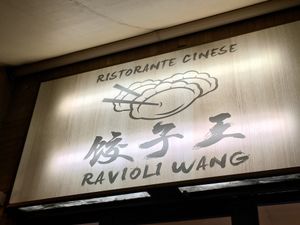 RISTORANTE CINESE
饺子王
RAVIOLI WANG